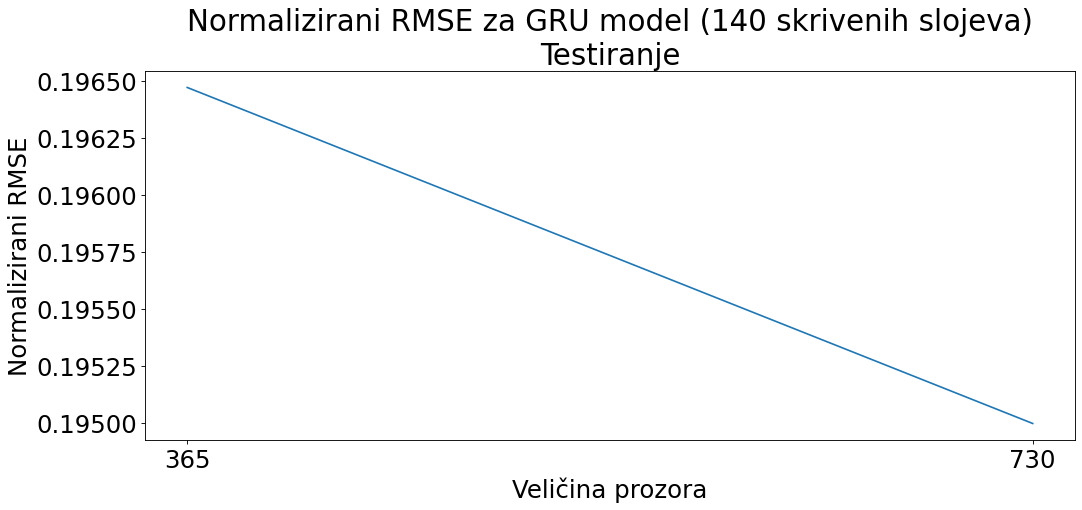 Normalizirani RMSE za GRU model (140 skrivenih slojeva)
Testiranje
Normalizirani RMSE
0.19650
0.19625
0.19600
0.19575
0.19550
0.19525
0.19500
365
730
Veličina prozora